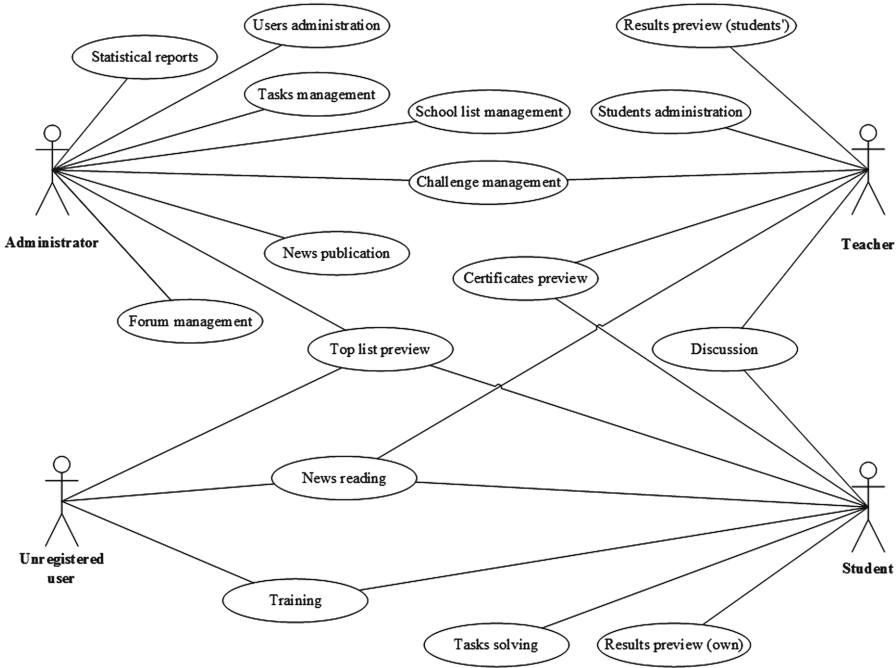 Users administration
Results preview (students')
Statistical reports
Tasks management
School list management
Students administration
Challenge management
Administrator
Teacher
News publication
Certificates preview
Forum management
Top list preview
Discussion
News reading
Unregistered
user
Student
Training
Tasks solving
Results preview (own)